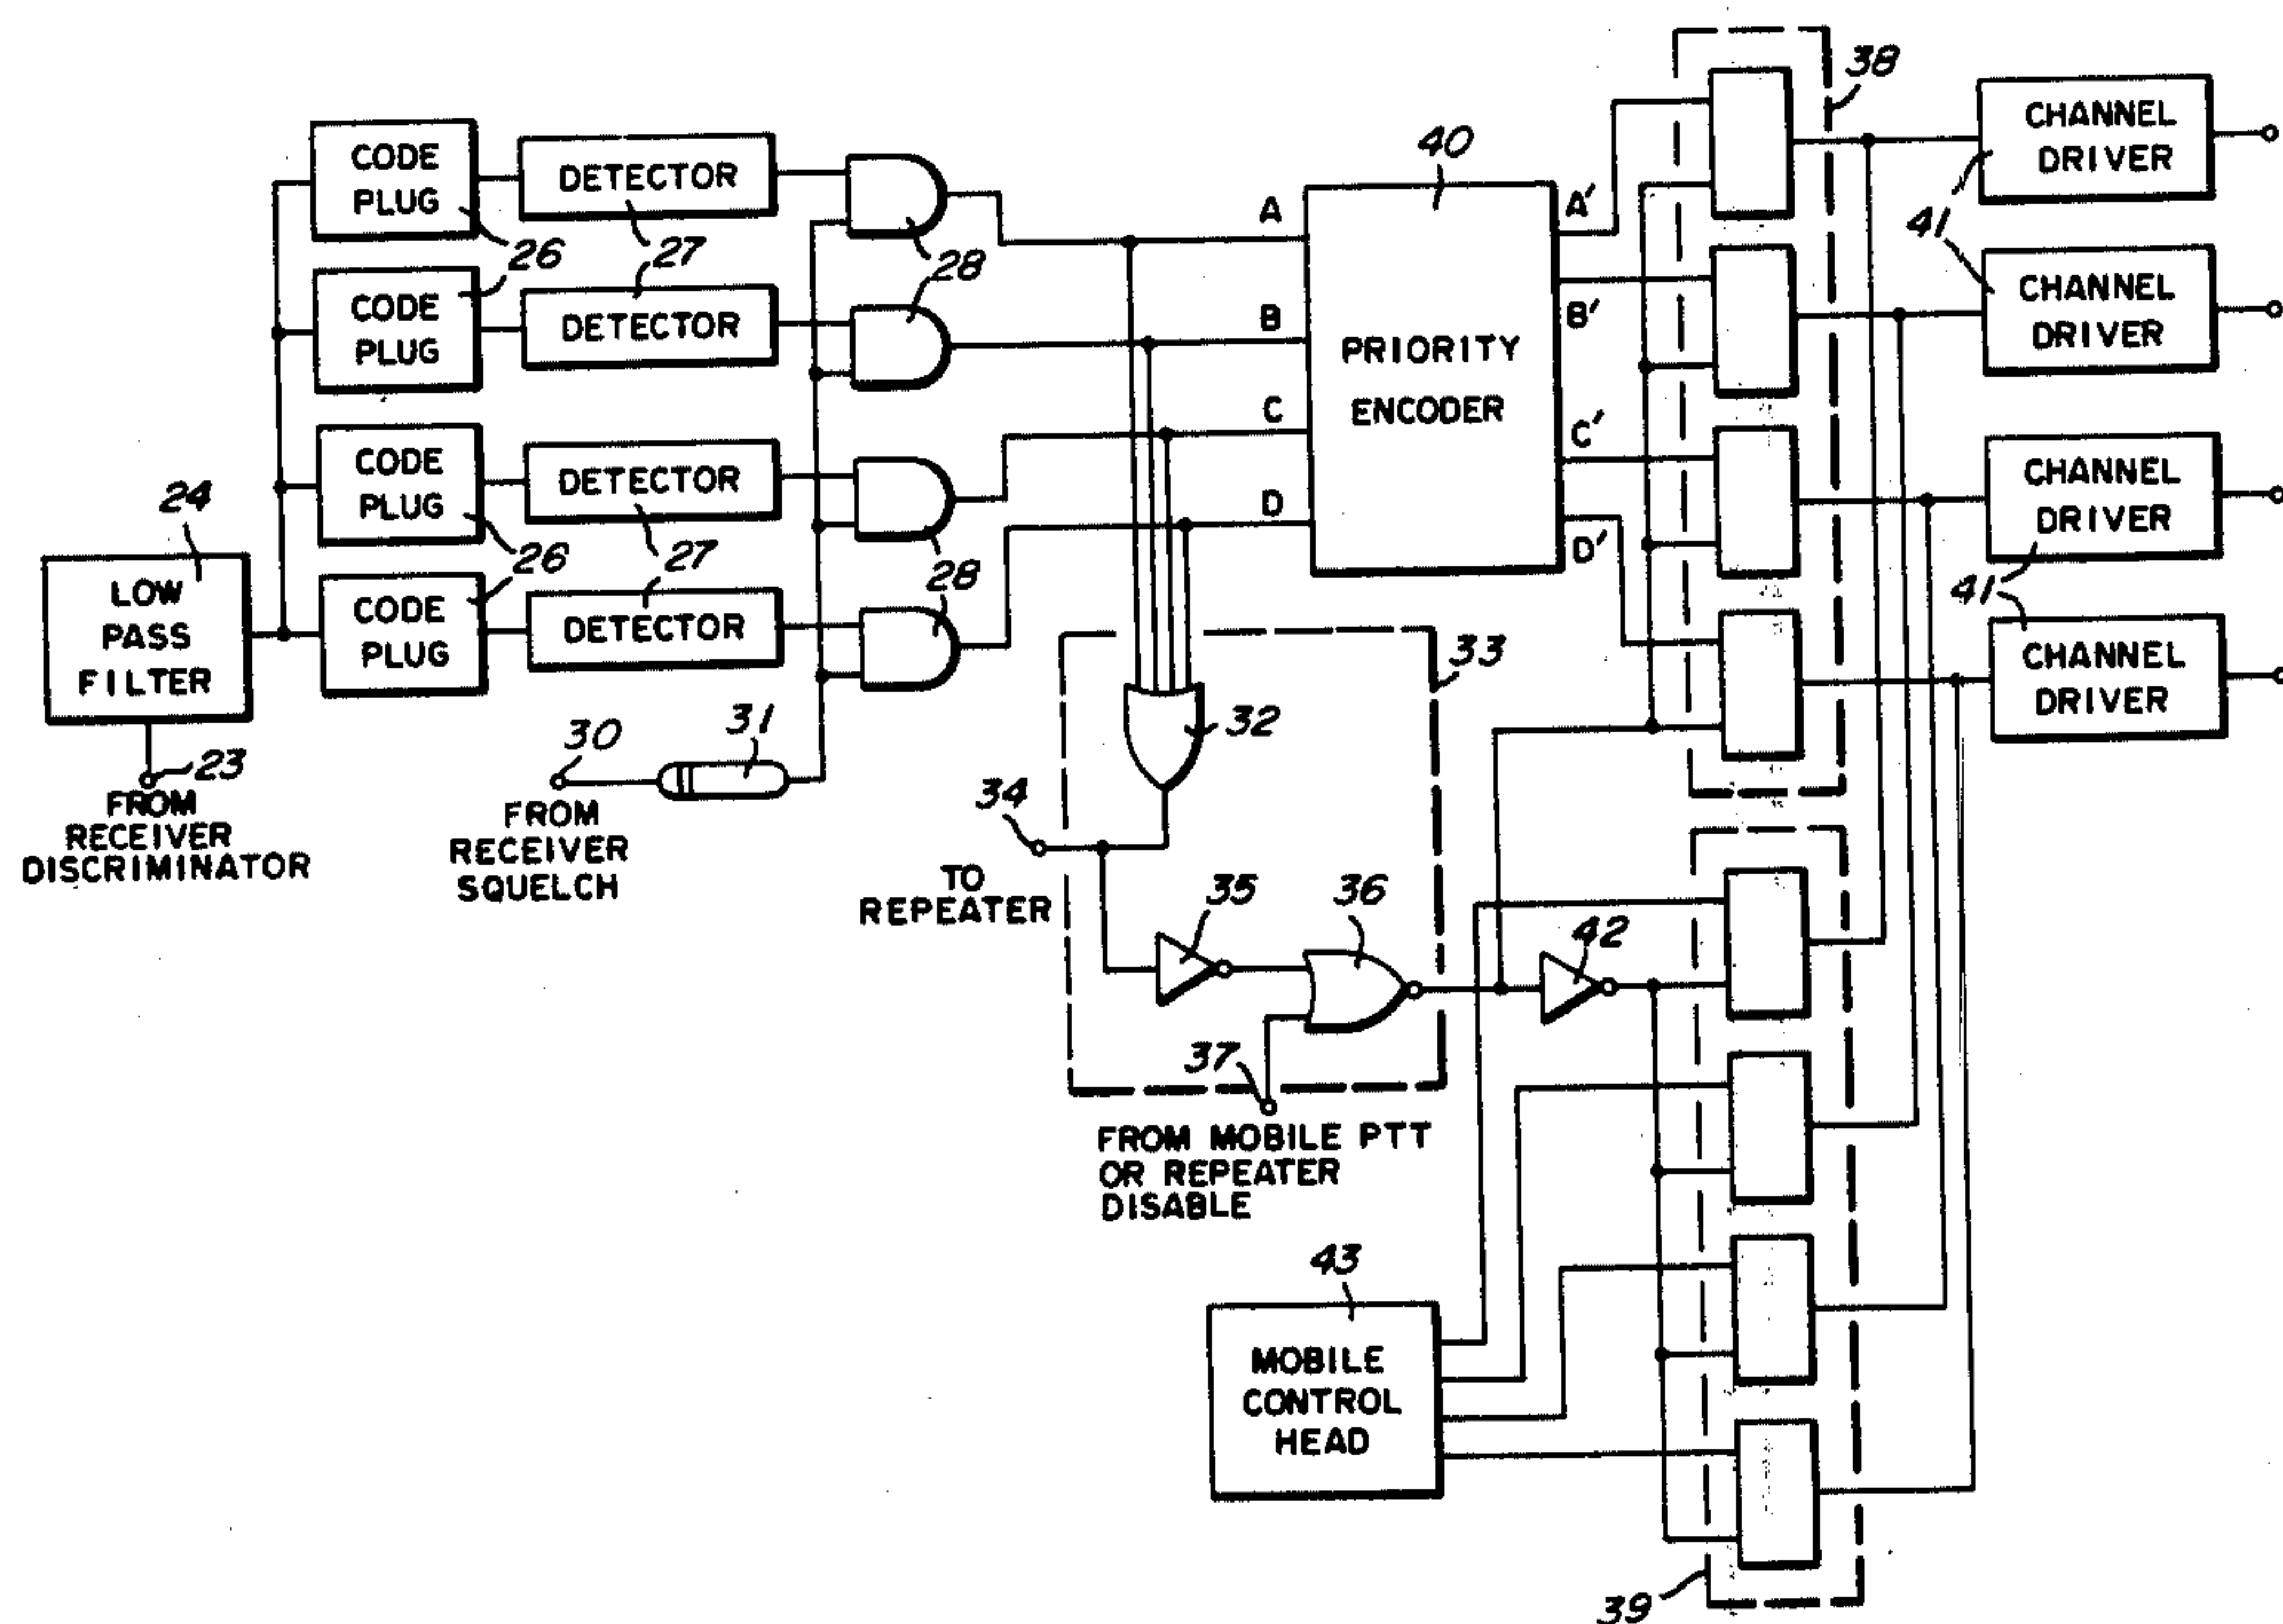 38
CODE
PLUG
DETECTOR
CHANNEL
DRIVER
40
A
A'
26
27
28
41
CODE
PLUG
DETECTOR
B
B'
CHANNEL
DRIVER
PRIORITY
ENCODER
C
C'
CODE
PLUG
DETECTOR
CHANNEL
DRIVER
24
26
27
28
D
D'
41
LOW
PASS
FILTER
CODE
PLUG
DETECTOR
33
CHANNEL
DRIVER
23
FROM
RECEIVER
DISCRIMINATOR
30
31
FROM
RECEIVER
SQUELCH
32
34
TO
REPEATER
35
36
42
37
FROM MOBILE PTT
OR REPEATER
DISABLE
43
MOBILE
CONTROL
HEAD
39